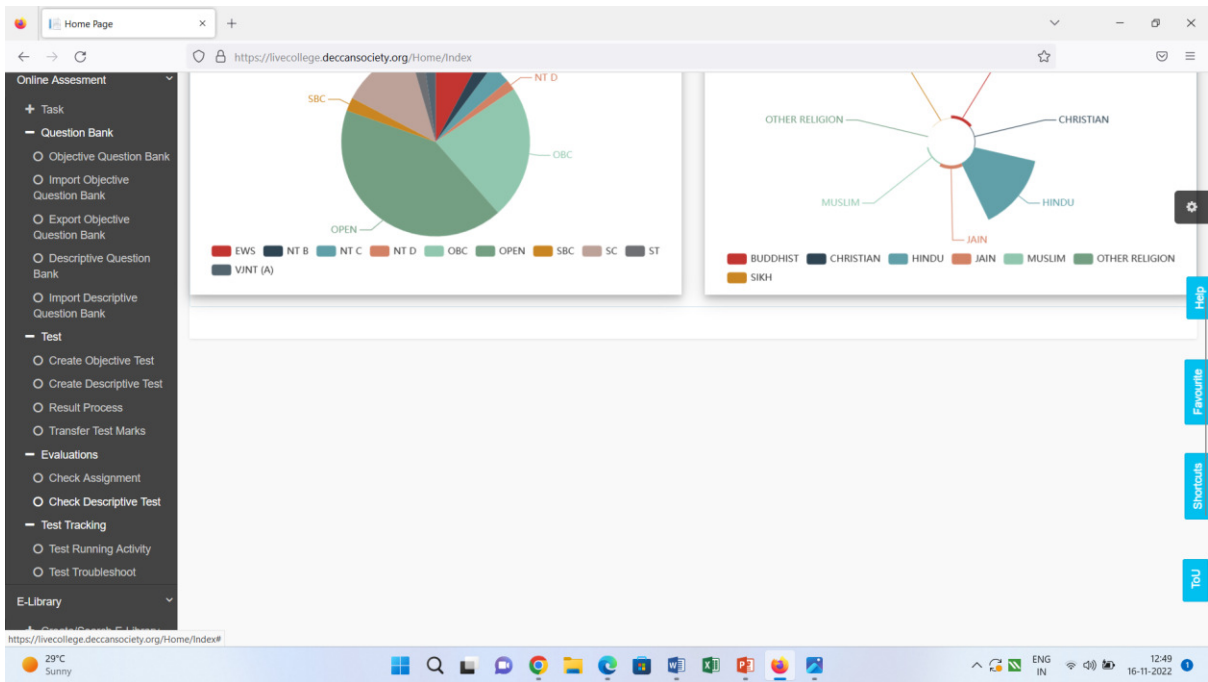 Home Page
https://livecollege.deccansociety.org/Home/Index
Online Assesment
Task
Question Bank
Objective Question Bank
Import Objective
Question Bank
Export Objective
Question Bank
Descriptive Question
Bank
Import Descriptive
Question Bank
Test
Create Objective Test
Create Descriptive Test
Result Process
Transfer Test Marks
Evaluations
Check Assignment
Check Descriptive Test
Test Tracking
Test Running Activity
Test Troubleshoot
E-Library
https://livecollege.deccansociety.org/Home/Index#
NT D
SBC
OBC
OPEN
EWS NT B NT C NT D OBC OPEN SBC SC ST
VJNT (A)
OTHER RELIGION
CHRISTIAN
MUSLIM
HINDU
JAIN
BUDDHIST CHRISTIAN HINDU JAIN MUSLIM OTHER RELIGION
SIKH
Help
Favourite
Shortcuts
ToU
29°C
Sunny
ENG
IN
12:49
16-11-2022
1